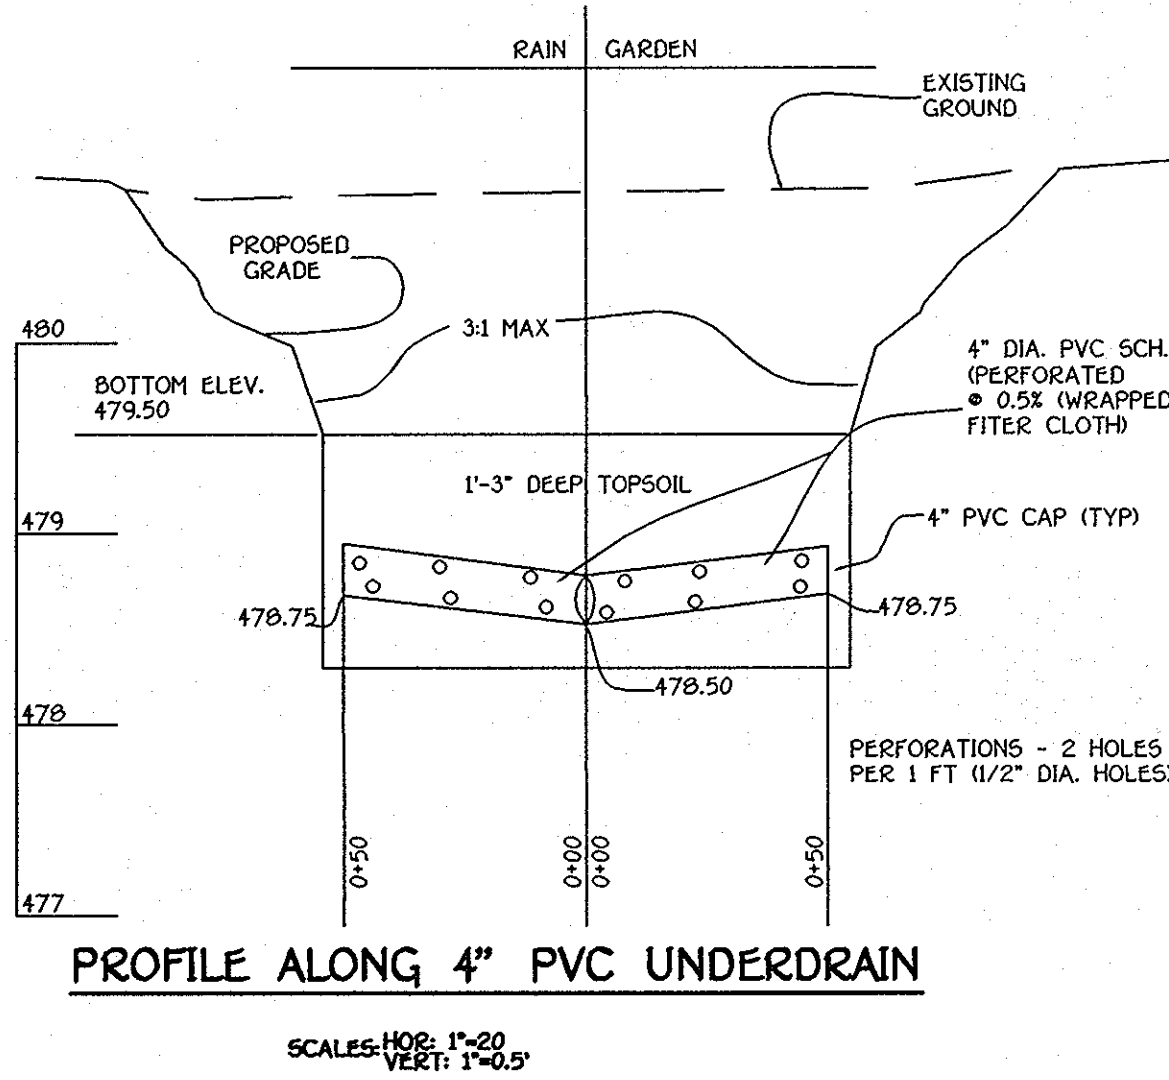 RAIN GARDEN
EXISTING
GROUND
PROPOSED
GRADE
3:1 MAX
480
BOTTOM ELEV.
479.50
4" DIA. PVC SCH.
(PERFORATED
@ 0.5% (WRAPPED
FITER CLOTH)
1'-3" DEEP TOPSOIL
479
4" PVC CAP (TYP)
478.75
478.75
478.50
478
PERFORATIONS - 2 HOLES
PER 1 FT (1/2" DIA. HOLES)
0+50
0+00
0+00
0+50
477
PROFILE ALONG 4" PVC UNDERDRAIN
SCALES: HOR: 1"=20
VERT: 1"=0.5'